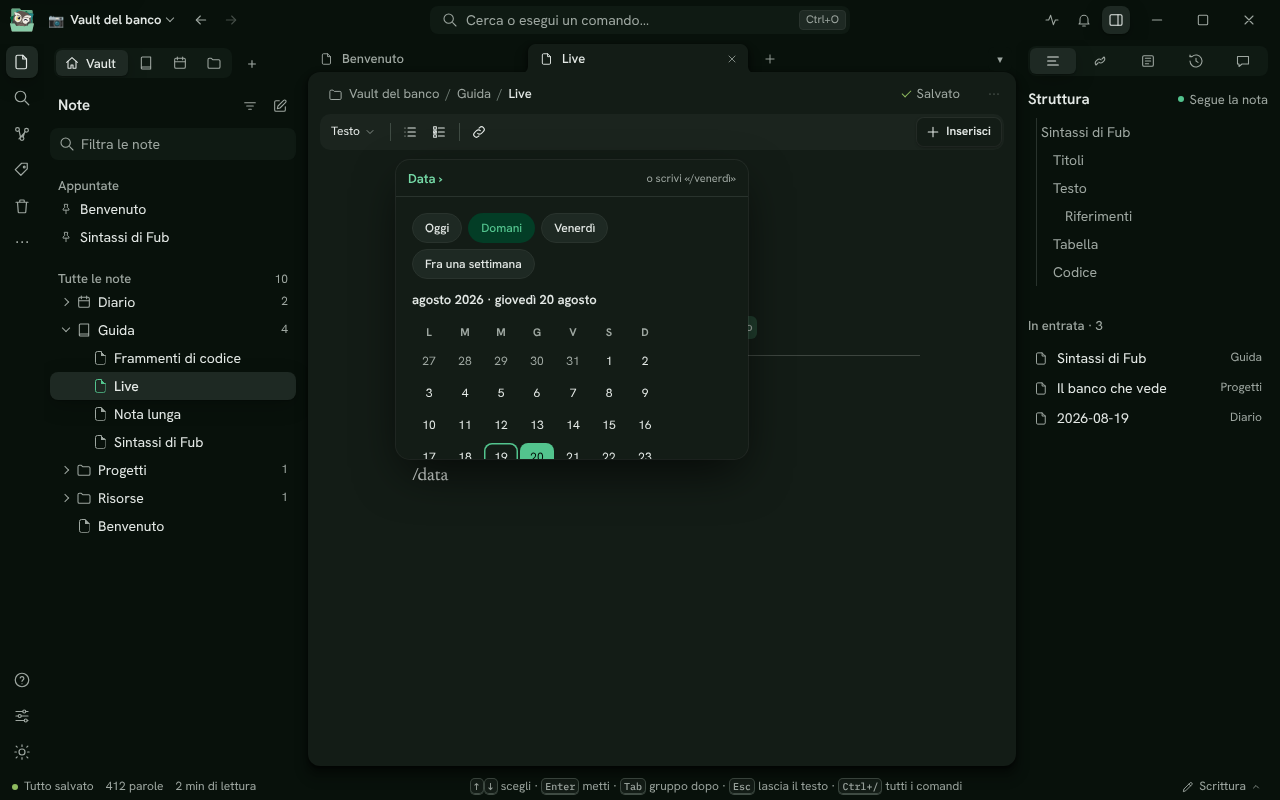 Vault del banco
Cerca o esegui un comando...
Ctrl+O
Vault
Benvenuto
Live
Note
Filtra le note
Appuntate
Benvenuto
Sintassi di Fub
Tutte le note 10
Diario 2
Guida 4
Frammenti di codice
Live
Nota lunga
Sintassi di Fub
Progetti 1
Risorse 1
Benvenuto
Vault del banco / Guida / Live
Salvato
Testo
Inserisci
Data ›
o scrivi «/venerdì»
Oggi Domani Venerdì
Fra una settimana
agosto 2026 · giovedì 20 agosto
L M M G V S D
27 28 29 30 31 1 2
3 4 5 6 7 8 9
10 11 12 13 14 15 16
17 18 19 20 21 22 23
/data
Struttura
Segue la nota
Sintassi di Fub
Titoli
Testo
Riferimenti
Tabella
Codice
In entrata · 3
Sintassi di Fub Guida
Il banco che vede Progetti
2026-08-19 Diario
Tutto salvato 412 parole 2 min di lettura
↑ ↓ scegli · Enter metti · Tab gruppo dopo · Esc lascia il testo · Ctrl+/ tutti i comandi
Scrittura